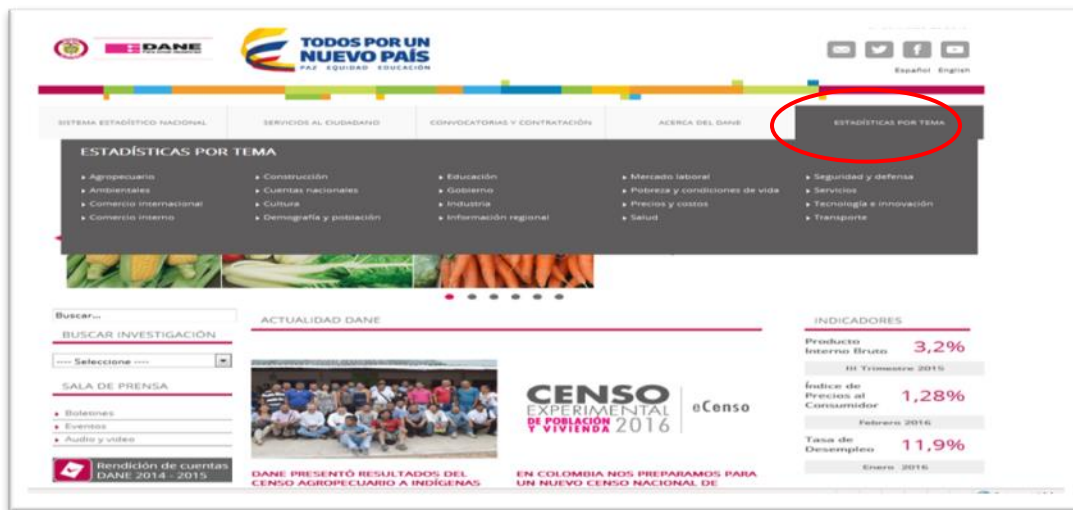 DANE
TODOS POR UN
NUEVO PAÍS
PAZ EQUIDAD EDUCACIÓN
Español English
SISTEMA ESTADÍSTICO NACIONAL
SERVICIOS AL CIUDADANO
CONVOCATORIAS Y CONTRATACIÓN
ACERCA DEL DANE
ESTADÍSTICAS POR TEMA
ESTADÍSTICAS POR TEMA
Agropecuario
Ambientales
Comercio internacional
Comercio interno
Construcción
Cuentas nacionales
Cultura
Demografía y población
Educación
Gobierno
Industria
Información regional
Mercado laboral
Pobreza y condiciones de vida
Precios y costos
Salud
Seguridad y defensa
Servicios
Tecnología e innovación
Transporte
Buscar...
BUSCAR INVESTIGACIÓN
---- Seleccione ----
SALA DE PRENSA
Boletines
Eventos
Audio y video
Rendición de cuentas
DANE 2014 - 2015
ACTUALIDAD DANE
DANE PRESENTÓ RESULTADOS DEL
CENSO AGROPECUARIO A INDÍGENAS
CENSO
EXPERIMENTAL
DE POBLACIÓN
Y VIVIENDA 2016
eCenso
EN COLOMBIA NOS PREPARAMOS PARA
UN NUEVO CENSO NACIONAL DE
INDICADORES
Producto
Interno Bruto 3,2%
III Trimestre 2015
Índice de
Precios al
Consumidor 1,28%
Febrero 2016
Tasa de
Desempleo 11,9%
Enero 2016